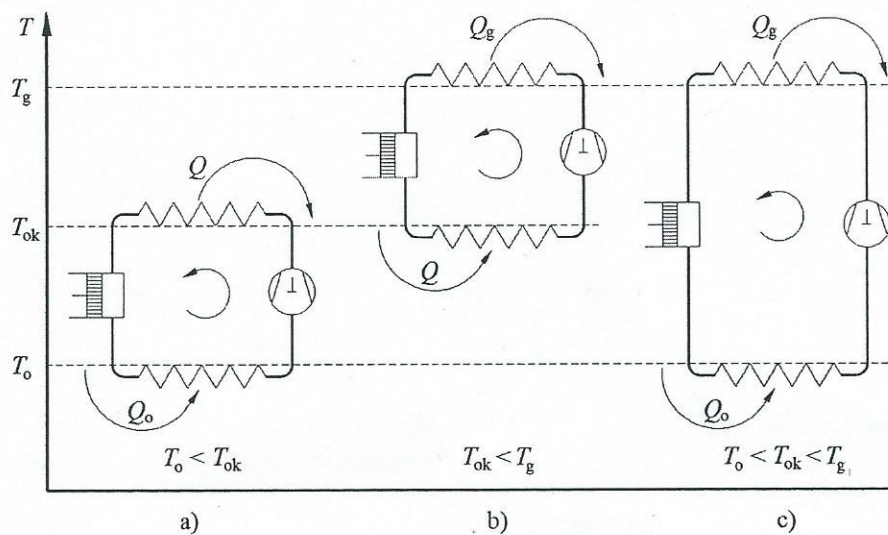 T
Q_g
Q_g
T_g
Q
T_ok
Q
T_o
Q_o
Q_o
T_o < T_ok
T_ok < T_g
T_o < T_ok < T_g
a)
b)
c)